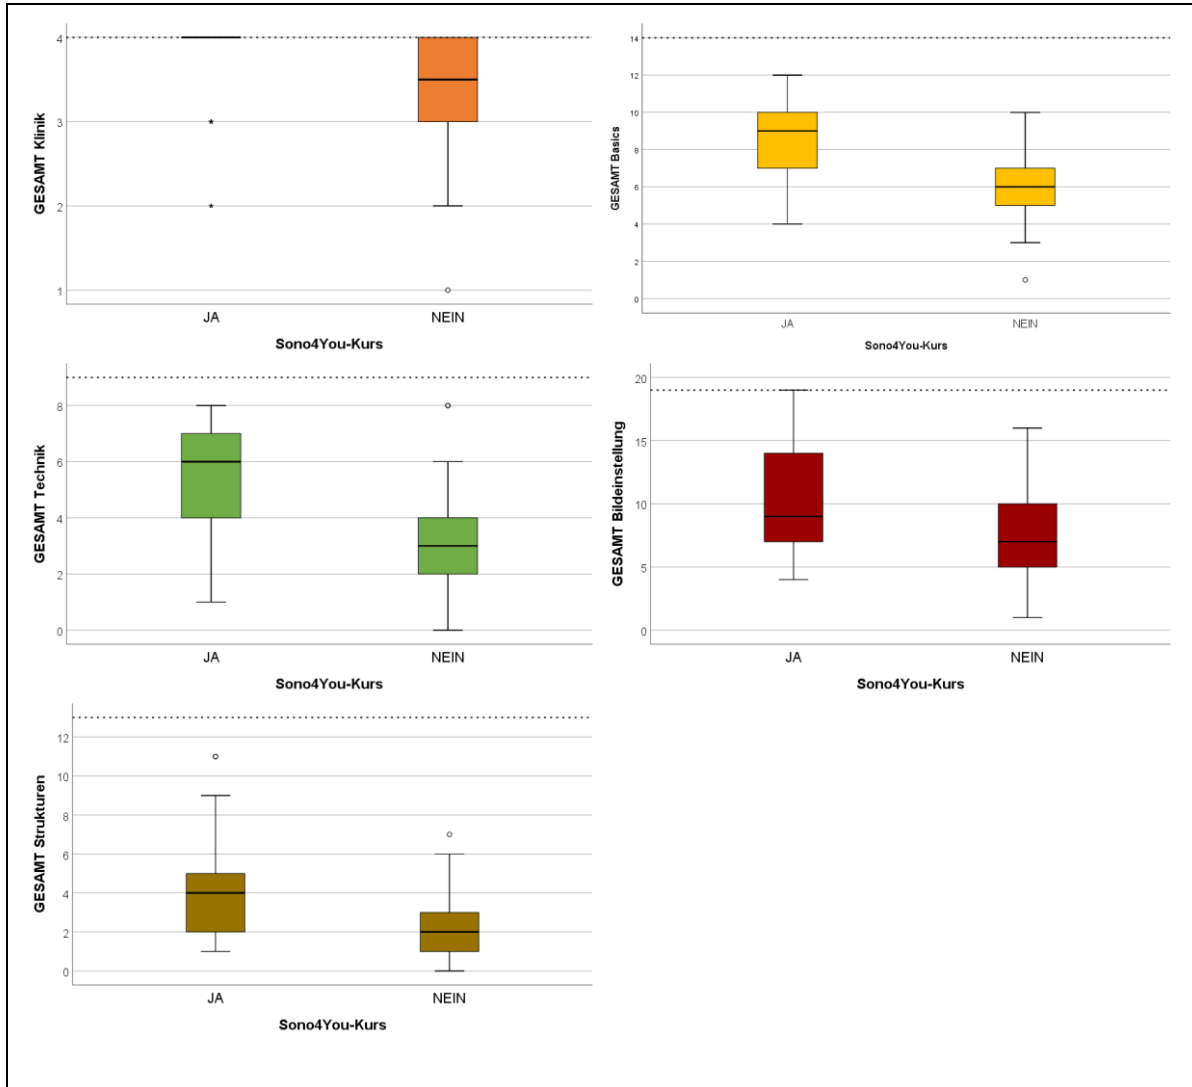 GESAMT Klinik
4
3
2
1
JA
NEIN
Sono4You-Kurs
GESAMT Basics
14
12
10
8
6
4
2
0
JA
NEIN
Sono4You-Kurs
GESAMT Technik
8
6
4
2
0
JA
NEIN
Sono4You-Kurs
GESAMT Bildeinstellung
20
15
10
5
0
JA
NEIN
Sono4You-Kurs
GESAMT Strukturen
12
10
8
6
4
2
0
JA
NEIN
Sono4You-Kurs